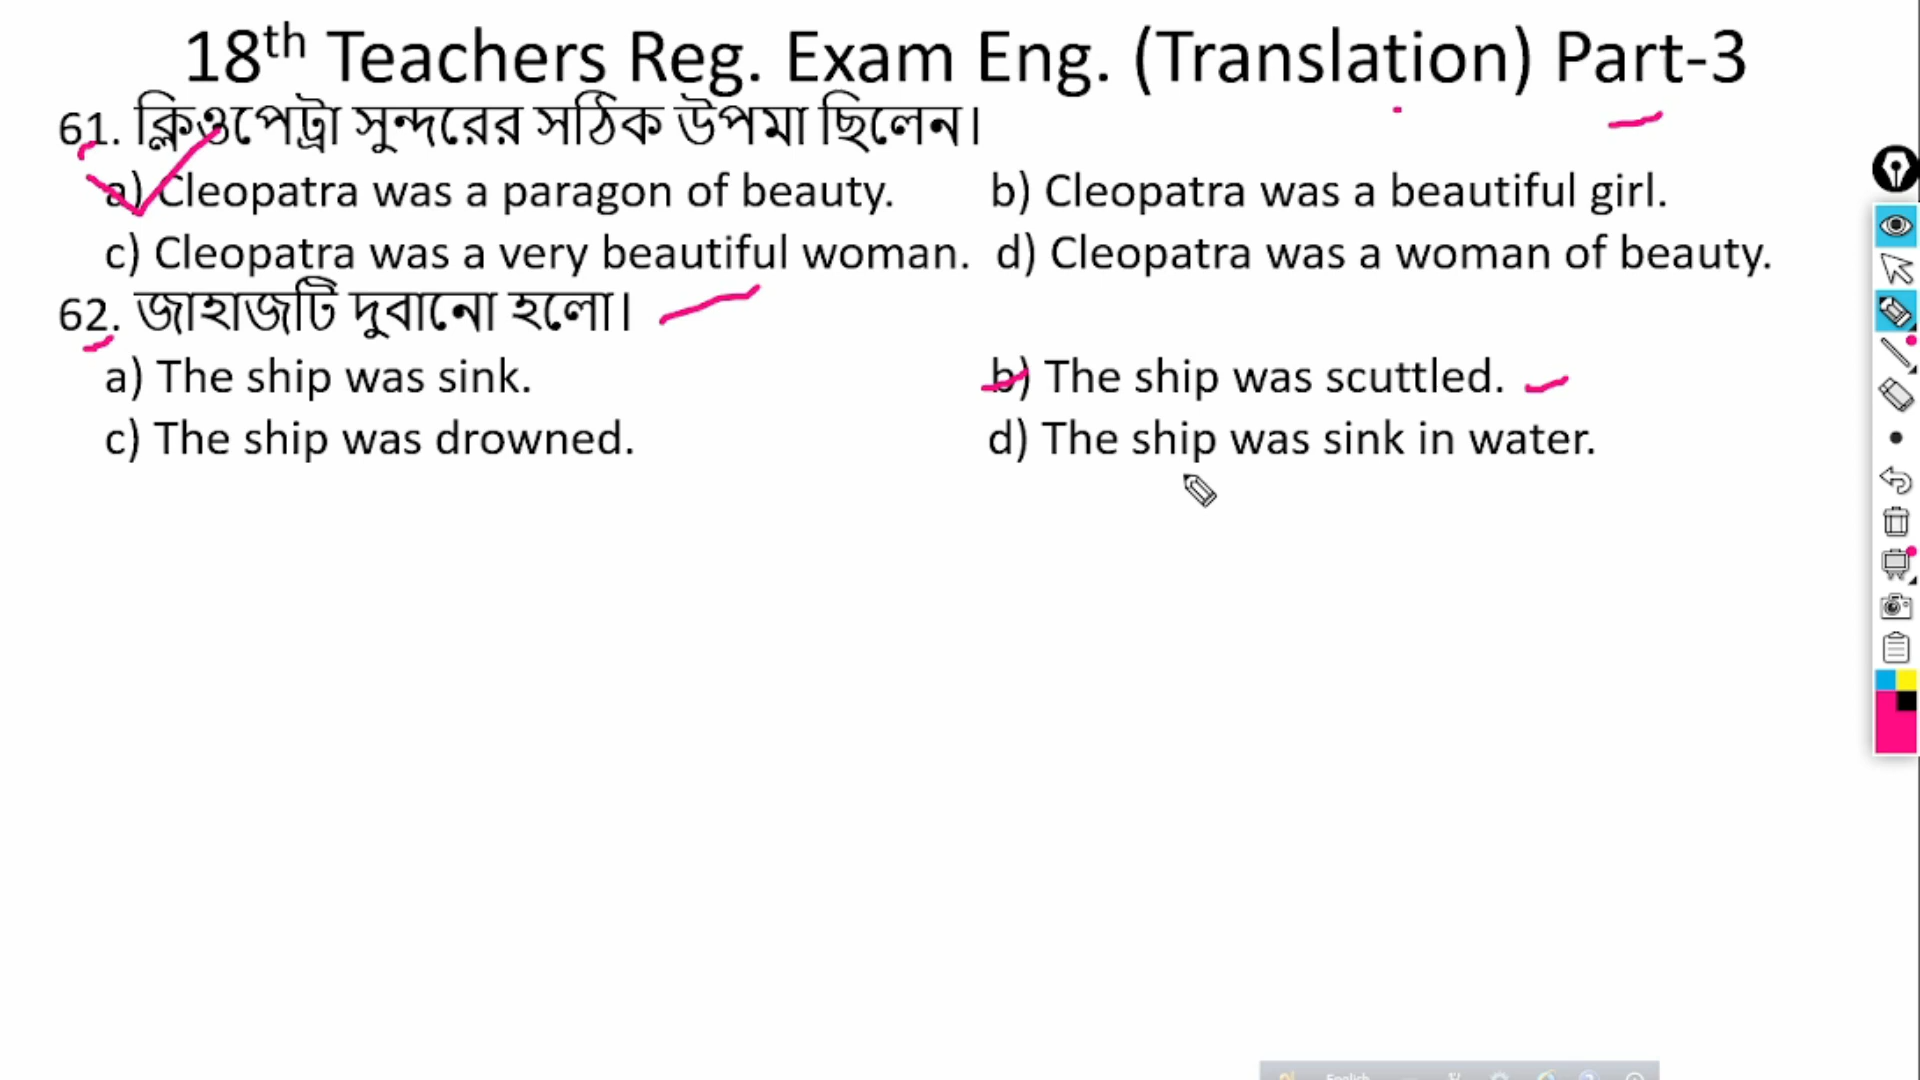 18th Teachers Reg. Exam Eng. (Translation) Part-3
61. ক্লিওপেট্রা সুন্দরের সঠিক উপমা ছিলেন।
a) Cleopatra was a paragon of beauty. b) Cleopatra was a beautiful girl.
c) Cleopatra was a very beautiful woman. d) Cleopatra was a woman of beauty.
62. জাহাজটি দুবানো হলো।
a) The ship was sink. b) The ship was scuttled.
c) The ship was drowned. d) The ship was sink in water.
English